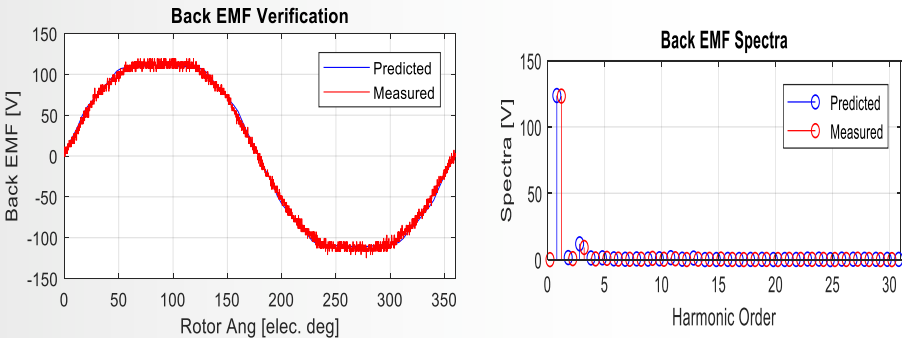 Back EMF Verification
150
100
50
0
-50
-100
-150
Back EMF [V]
Predicted
Measured
0 50 100 150 200 250 300 350
Rotor Ang [elec. deg]
Back EMF Spectra
150
100
50
0
Spectra [V]
Predicted
Measured
0 5 10 15 20 25 30
Harmonic Order